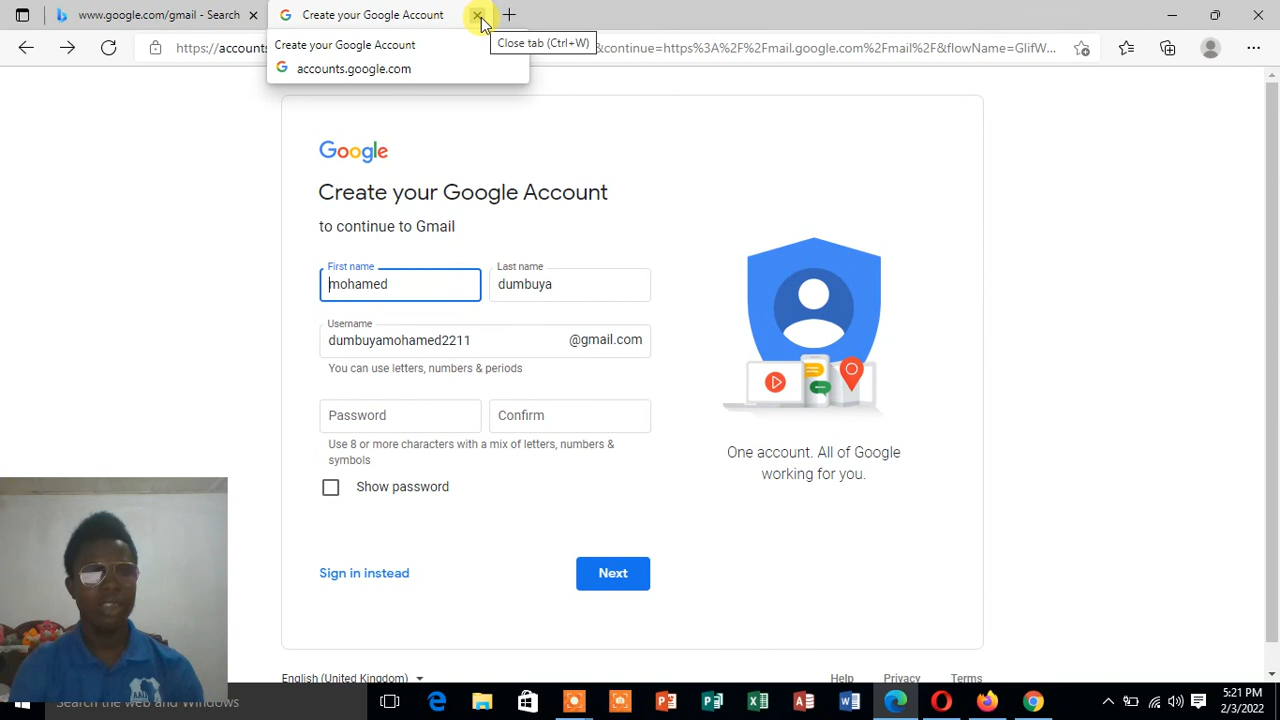 www.google.com/gmail - Search
Create your Google Account
Close tab (Ctrl+W)
https://accounts
&continue=https%3A%2F%2Fmail.google.com%2Fmail%2F&flowName=GlifW...
Create your Google Account
accounts.google.com
Google
Create your Google Account
to continue to Gmail
First name
mohamed
Last name
dumbuya
Username
dumbuyamohamed2211
@gmail.com
You can use letters, numbers & periods
Password
Confirm
Use 8 or more characters with a mix of letters, numbers &
symbols
Show password
Sign in instead
Next
One account. All of Google
working for you.
English (United Kingdom)
Help
Privacy
Terms
Search the web and Windows
5:21 PM
2/3/2022